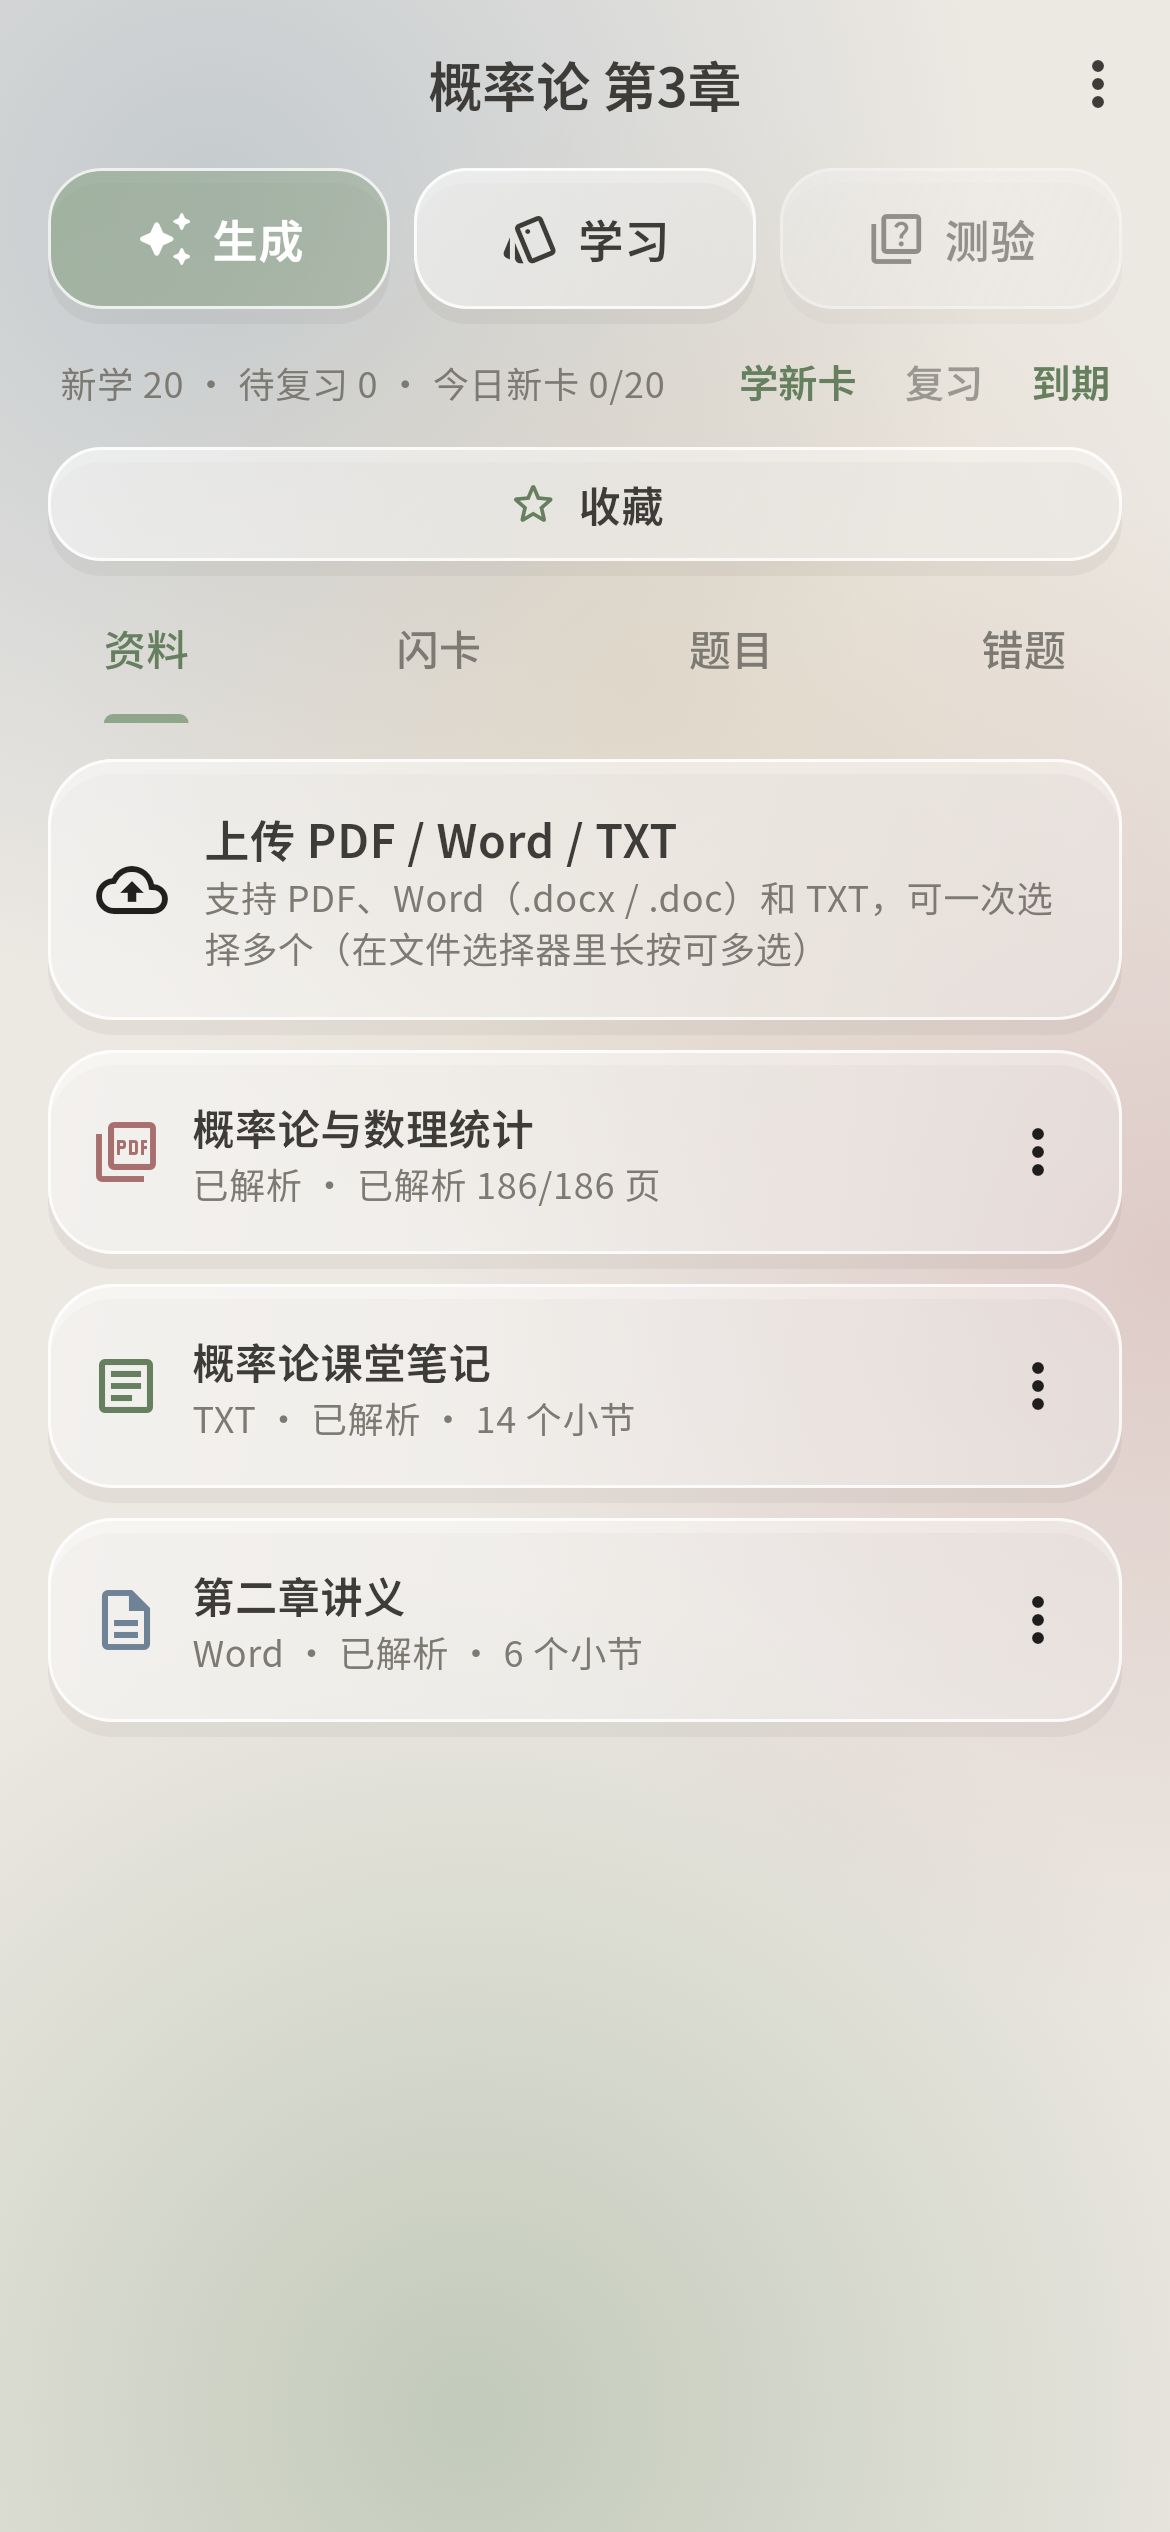 概率论 第3章
生成
学习
测验
新学 20 · 待复习 0 · 今日新卡 0/20
学新卡
复习
到期
收藏
资料
闪卡
题目
错题
上传 PDF / Word / TXT
支持 PDF、Word（.docx / .doc）和 TXT，可一次选
择多个（在文件选择器里长按可多选）
PDF
概率论与数理统计
已解析 · 已解析 186/186 页
概率论课堂笔记
TXT · 已解析 · 14 个小节
第二章讲义
Word · 已解析 · 6 个小节